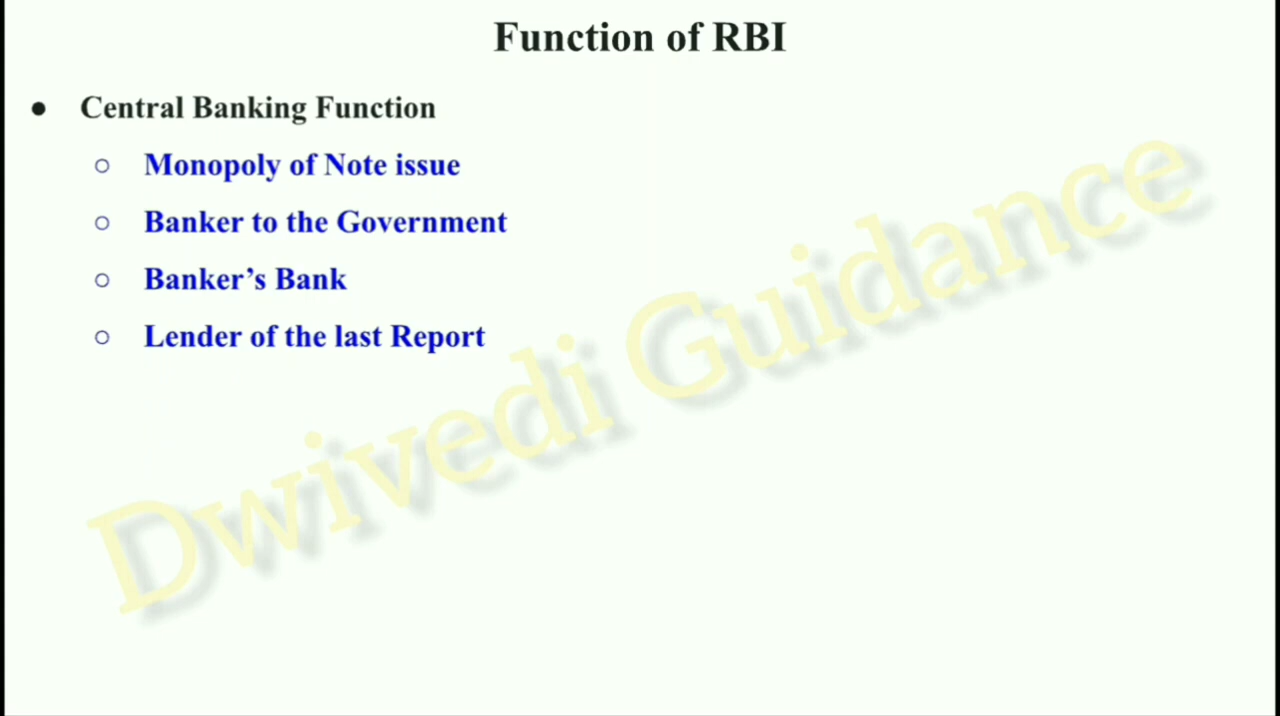 Function of RBI
● Central Banking Function
○ Monopoly of Note issue
○ Banker to the Government
○ Banker’s Bank
○ Lender of the last Report
Dwivedi Guidance